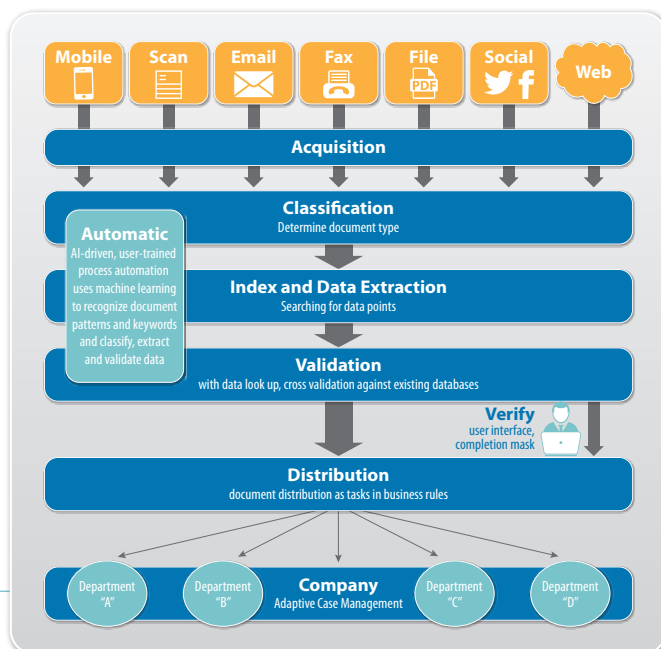 Mobile
Scan
Email
Fax
File
PDF
Social
Web
Acquisition
Classification
Determine document type
Automatic
AI-driven, user-trained
process automation
uses machine learning
to recognize document
patterns and keywords
and classify, extract
and validate data
Index and Data Extraction
Searching for data points
Validation
with data look up, cross validation against existing databases
Verify
user interface,
completion mask
Distribution
document distribution as tasks in business rules
Department
"A"
Department
"B"
Company
Adaptive Case Management
Department
"C"
Department
"D"